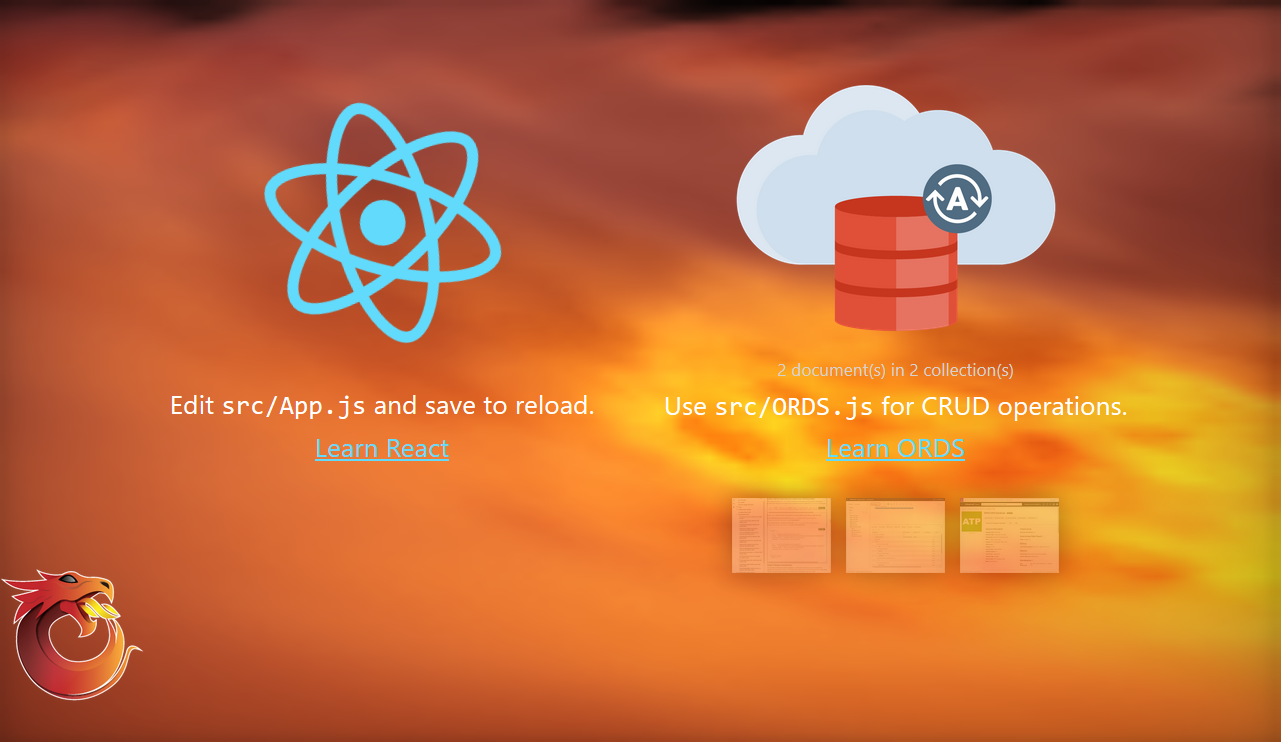 A
2 document(s) in 2 collection(s)
Edit src/App.js and save to reload.
Use src/ORDS.js for CRUD operations.
Learn React
Learn ORDS
ATP